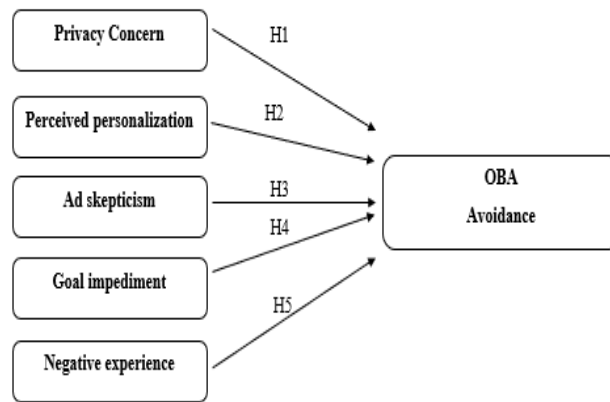 Privacy Concern
H1
Perceived personalization
H2
Ad skepticism
H3
H4
Goal impediment
H5
Negative experience
OBA
Avoidance